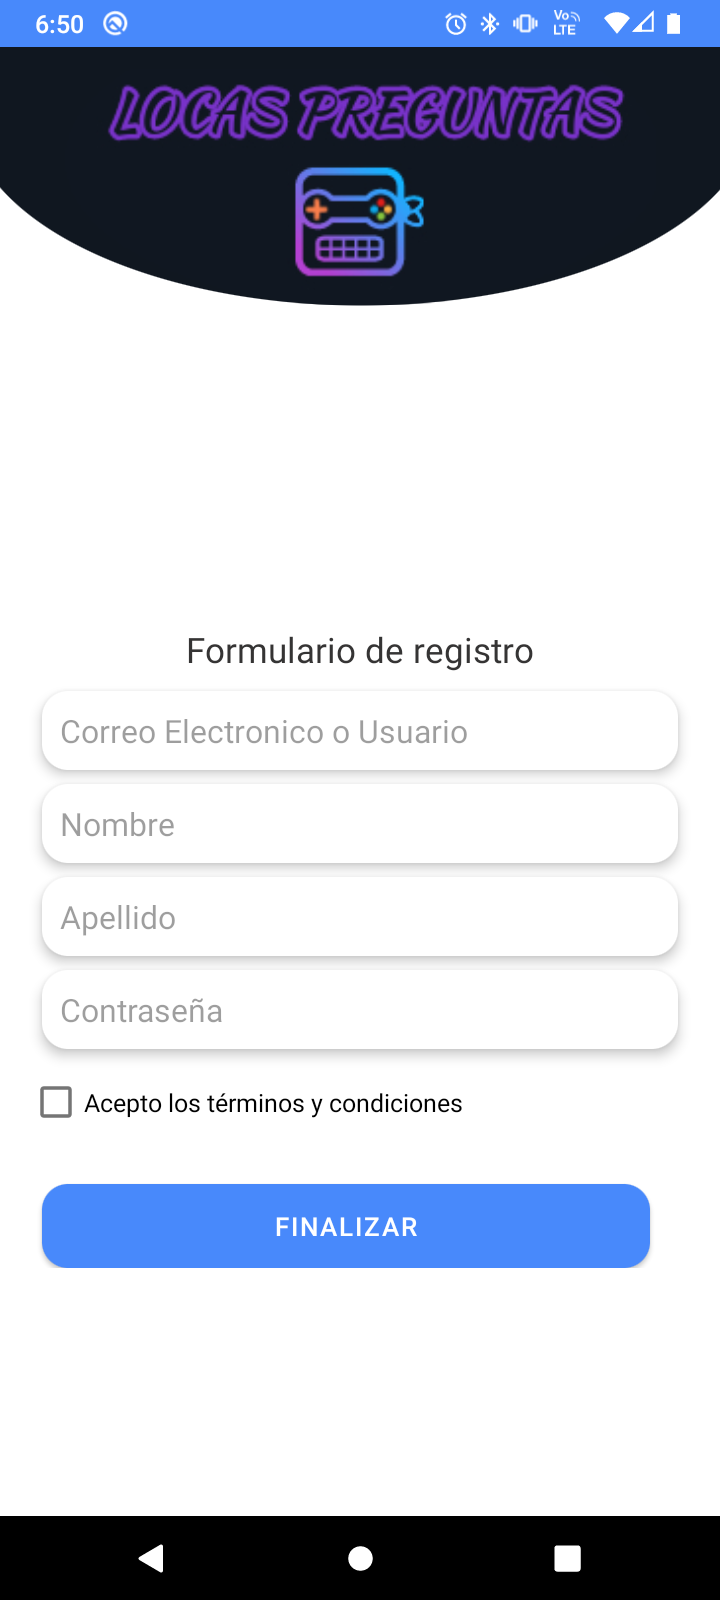 6:50
Vo LTE
LOCAS PREGUNTAS
Formulario de registro
Correo Electronico o Usuario
Nombre
Apellido
Contraseña
Acepto los términos y condiciones
FINALIZAR